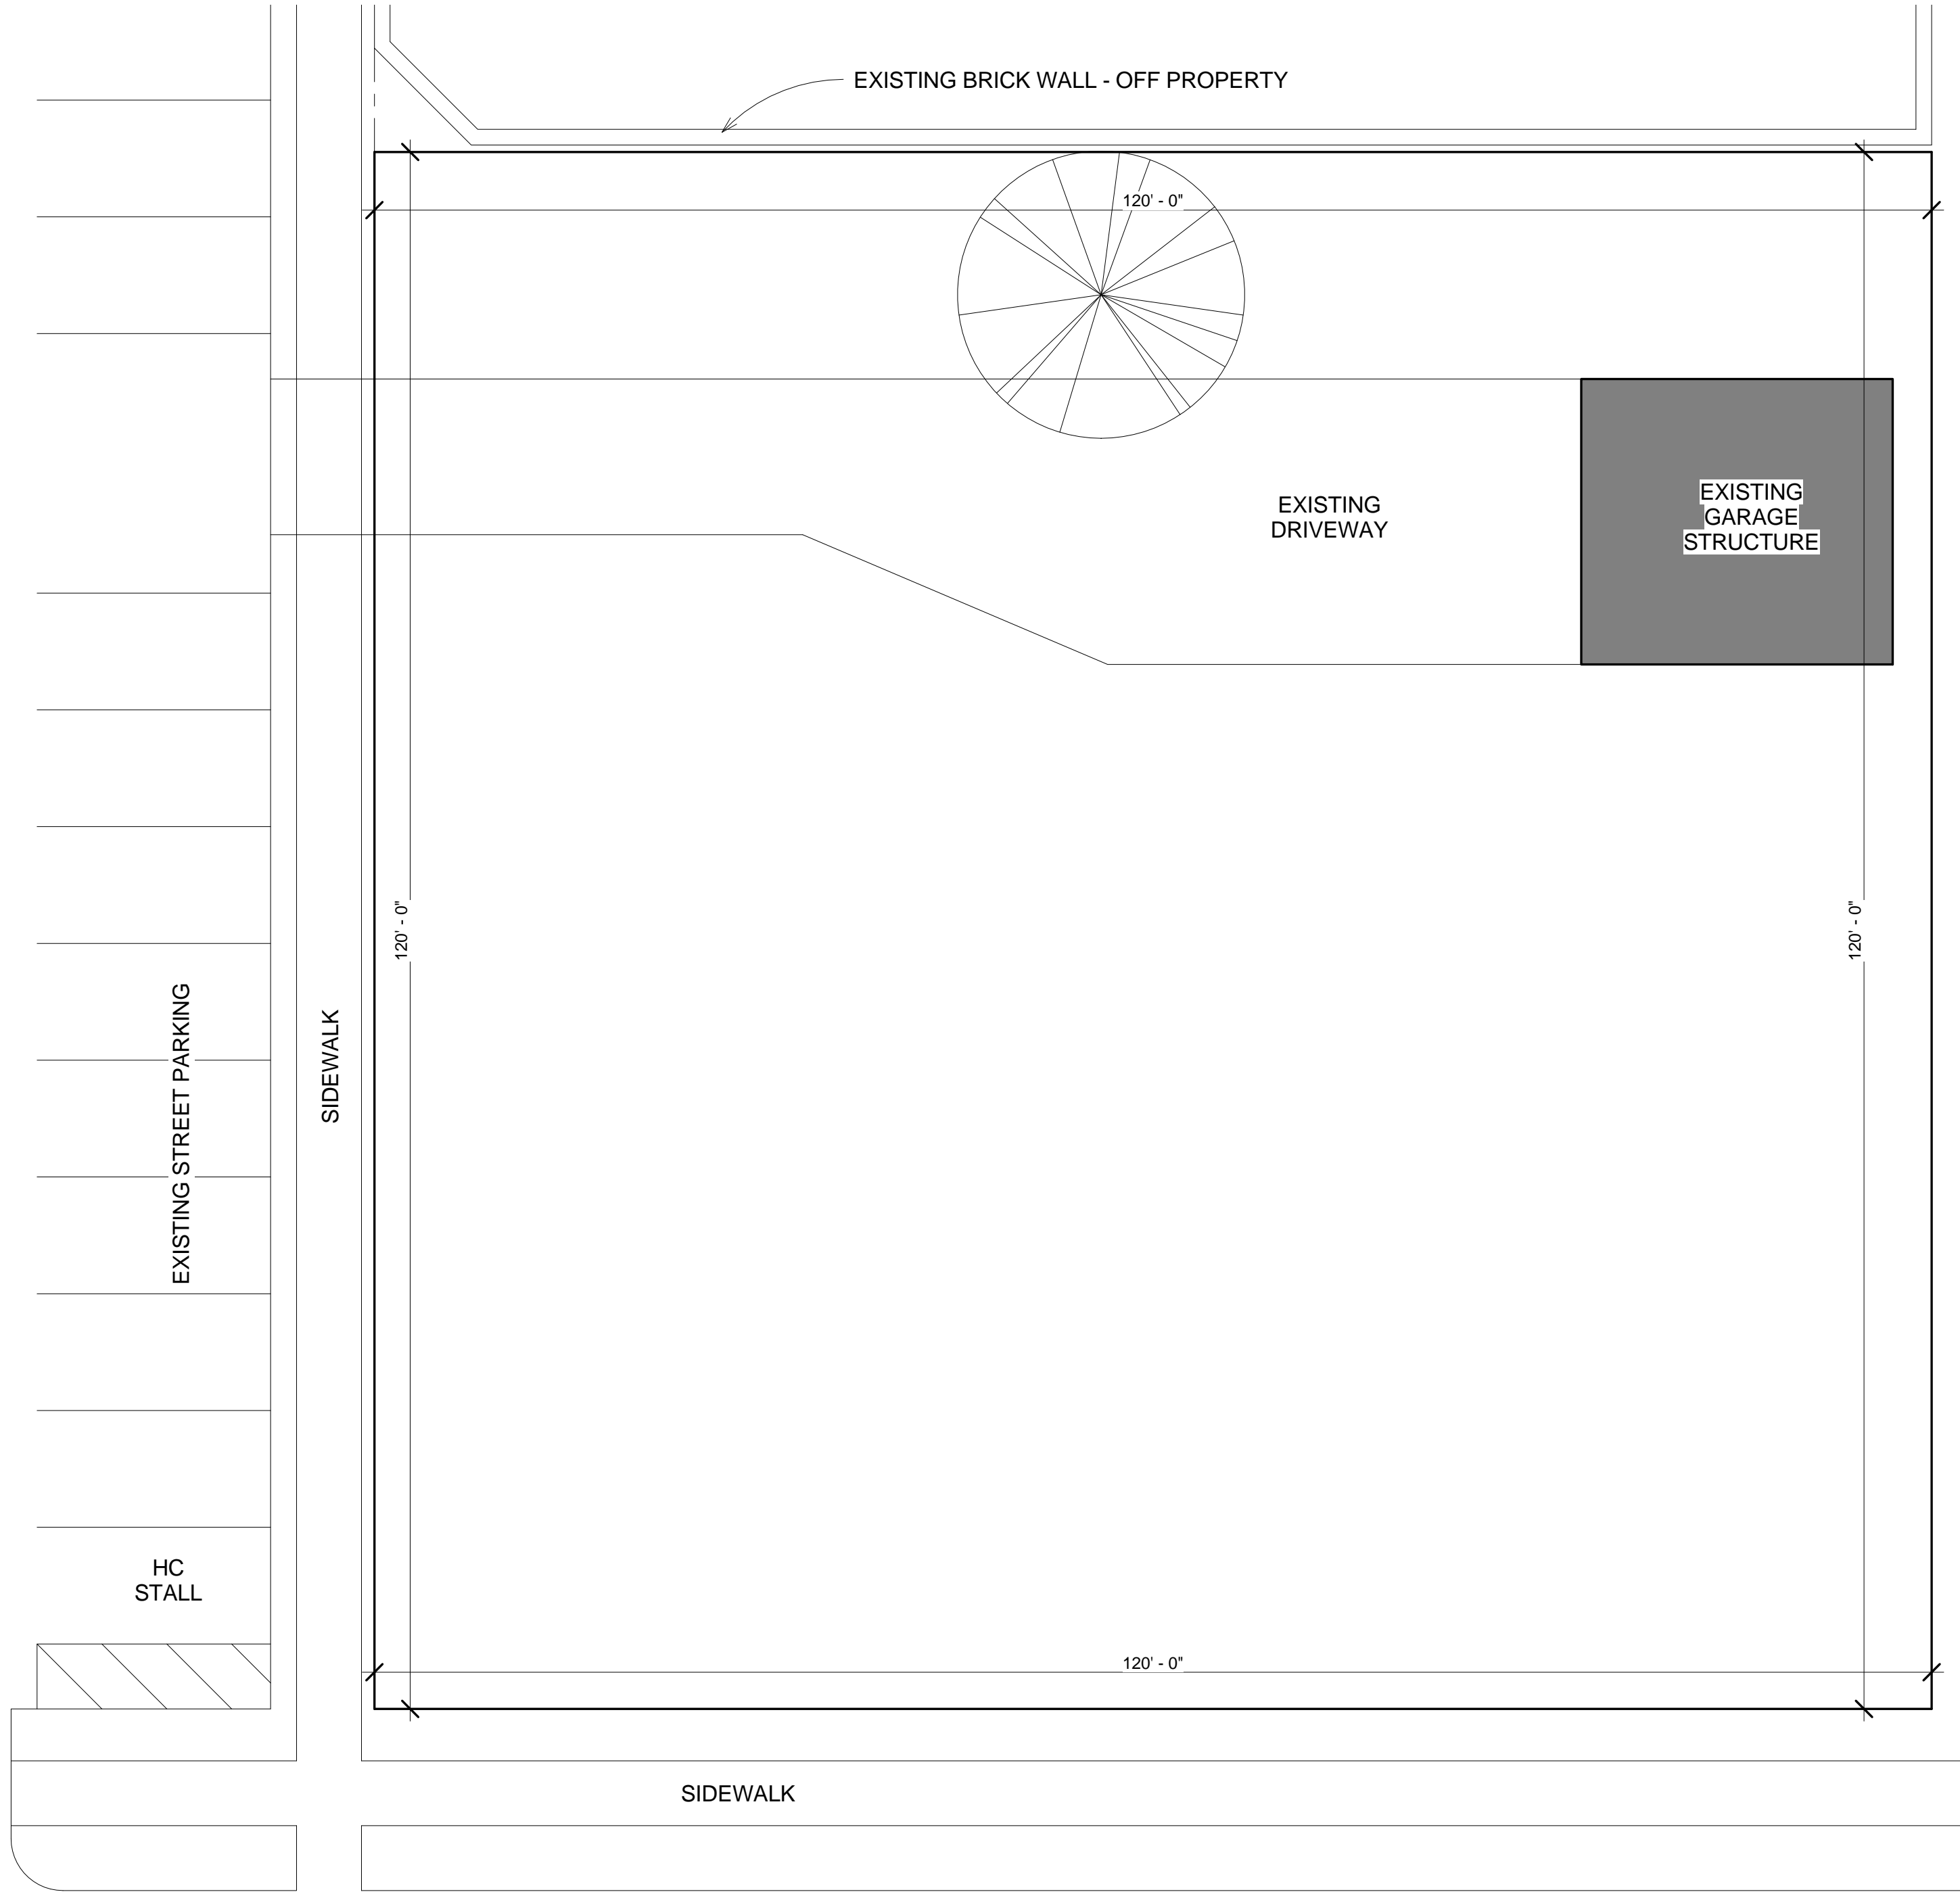 EXISTING BRICK WALL - OFF PROPERTY
120' - 0"
EXISTING
DRIVEWAY
EXISTING
GARAGE
STRUCTURE
120' - 0"
120' - 0"
EXISTING STREET PARKING
SIDEWALK
HC
STALL
120' - 0"
SIDEWALK